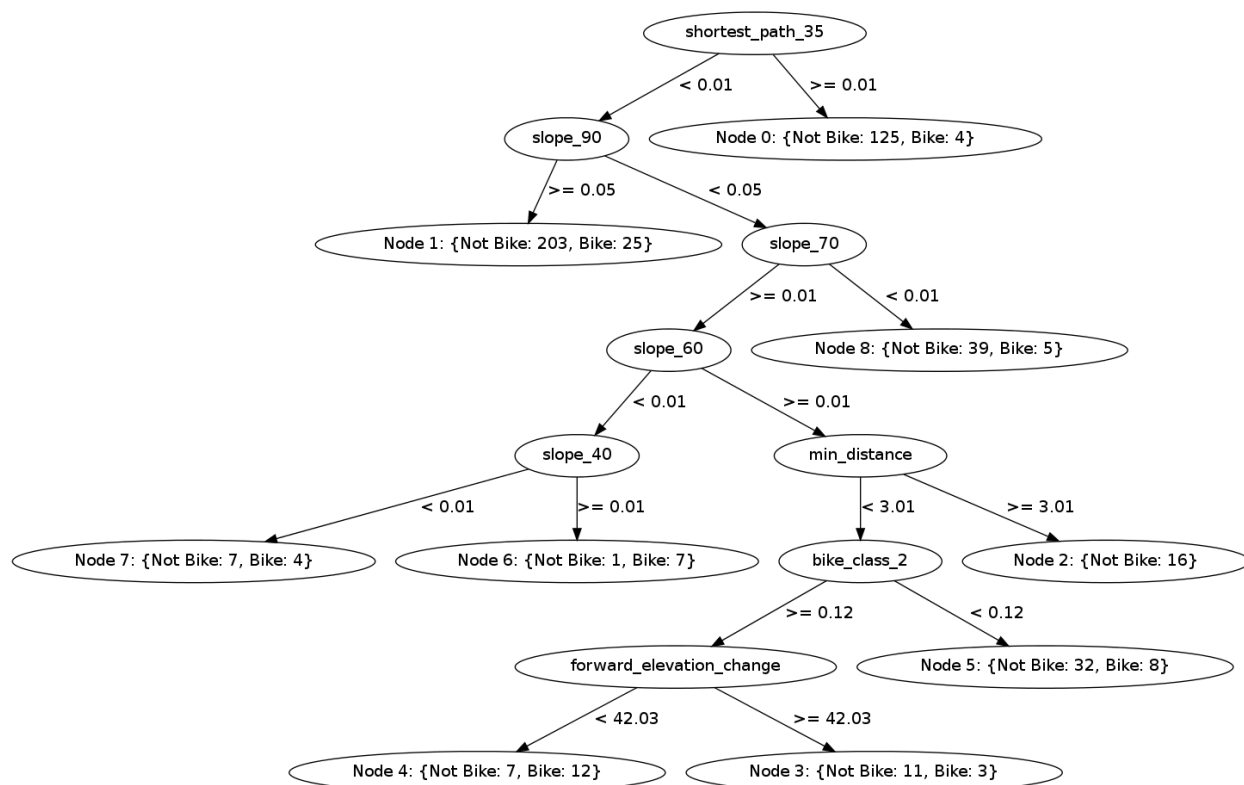 shortest_path_35
< 0.01
>= 0.01
slope_90
Node 0: {Not Bike: 125, Bike: 4}
>= 0.05
< 0.05
Node 1: {Not Bike: 203, Bike: 25}
slope_70
>= 0.01
< 0.01
slope_60
Node 8: {Not Bike: 39, Bike: 5}
< 0.01
>= 0.01
slope_40
min_distance
< 0.01
>= 0.01
< 3.01
>= 3.01
Node 7: {Not Bike: 7, Bike: 4}
Node 6: {Not Bike: 1, Bike: 7}
bike_class_2
Node 2: {Not Bike: 16}
>= 0.12
< 0.12
forward_elevation_change
Node 5: {Not Bike: 32, Bike: 8}
< 42.03
>= 42.03
Node 4: {Not Bike: 7, Bike: 12}
Node 3: {Not Bike: 11, Bike: 3}